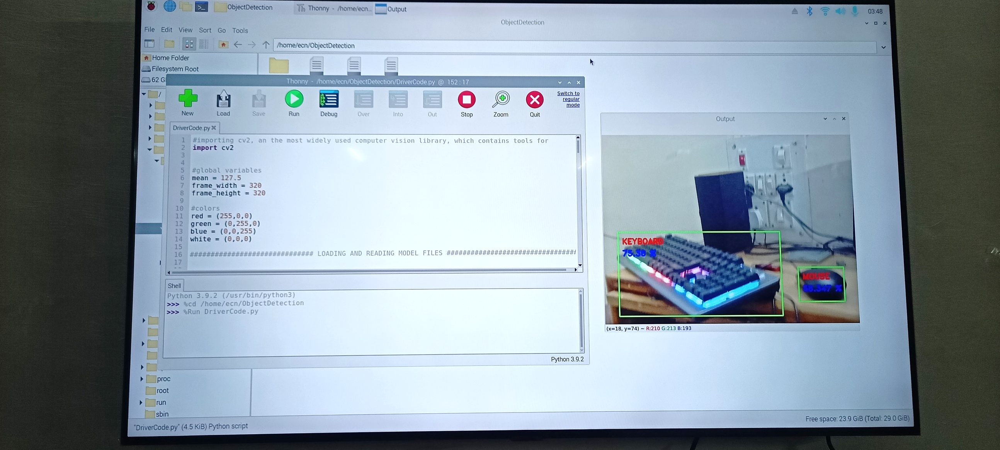 ObjectDetection
Thonny - /home/ecn...
Output
03:48
ObjectDetection
File Edit View Sort Go Tools
/home/ecn/ObjectDetection
Home Folder
Filesystem Root
62 G
/
Thonny - /home/ecn/ObjectDetection/DriverCode.py @ 152 : 17
New
Load
Save
Run
Debug
Over
Into
Out
Stop
Zoom
Quit
Switch to
regular
mode
DriverCode.py
1 #importing cv2, an the most widely used computer vision library, which contains tools for
2 import cv2
3
4
5 #global variables
6 mean = 127.5
7 frame_width = 320
8 frame_height = 320
9
10 #colors
11 red = (255,0,0)
12 green = (0,255,0)
13 blue = (0,0,255)
14 white = (0,0,0)
15
16 ############################## LOADING AND READING MODEL FILES ################################
17
Shell
Python 3.9.2 (/usr/bin/python3)
>>> %cd /home/ecn/ObjectDetection
>>> %Run DriverCode.py
Python 3.9.2
Output
KEYBOARD
75.38 %
MOUSE
(x=18, y=74) ~ R:210 G:213 B:193
proc
root
run
sbin
"DriverCode.py" (4.5 KiB) Python script
Free space: 23.9 GiB (Total: 29.0 GiB)